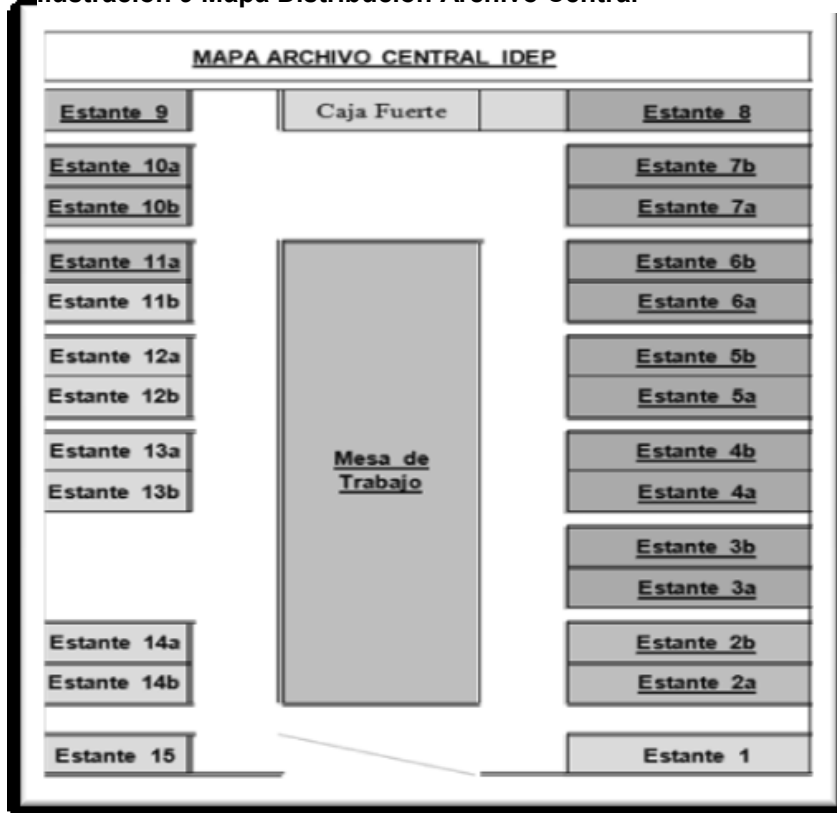 Ilustración 9 Mapa Distribución Archivo Central
MAPA ARCHIVO CENTRAL IDEP
Estante 9
Caja Fuerte
Estante 8
Estante 10a
Estante 7b
Estante 10b
Estante 7a
Estante 11a
Estante 6b
Estante 11b
Estante 6a
Estante 12a
Estante 5b
Estante 12b
Estante 5a
Estante 13a
Mesa de
Trabajo
Estante 4b
Estante 13b
Estante 4a
Estante 3b
Estante 3a
Estante 14a
Estante 2b
Estante 14b
Estante 2a
Estante 15
Estante 1